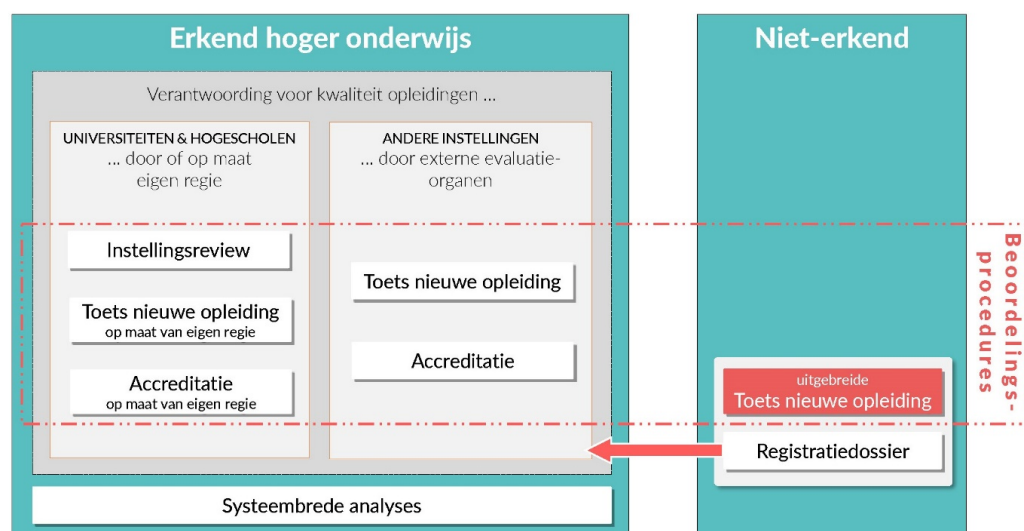 Erkend hoger onderwijs
Verantwoording voor kwaliteit opleidingen ...
UNIVERSITEITEN & HOGESCHOLEN
... door of op maat
eigen regie
Instellingsreview
Toets nieuwe opleiding
op maat van eigen regie
Accreditatie
op maat van eigen regie
ANDERE INSTELLINGEN
... door externe evaluatie-
organen
Toets nieuwe opleiding
Accreditatie
Systeembrede analyses
Niet-erkend
uitgebreide
Toets nieuwe opleiding
Registratiedossier
Beoordelings-
procedures